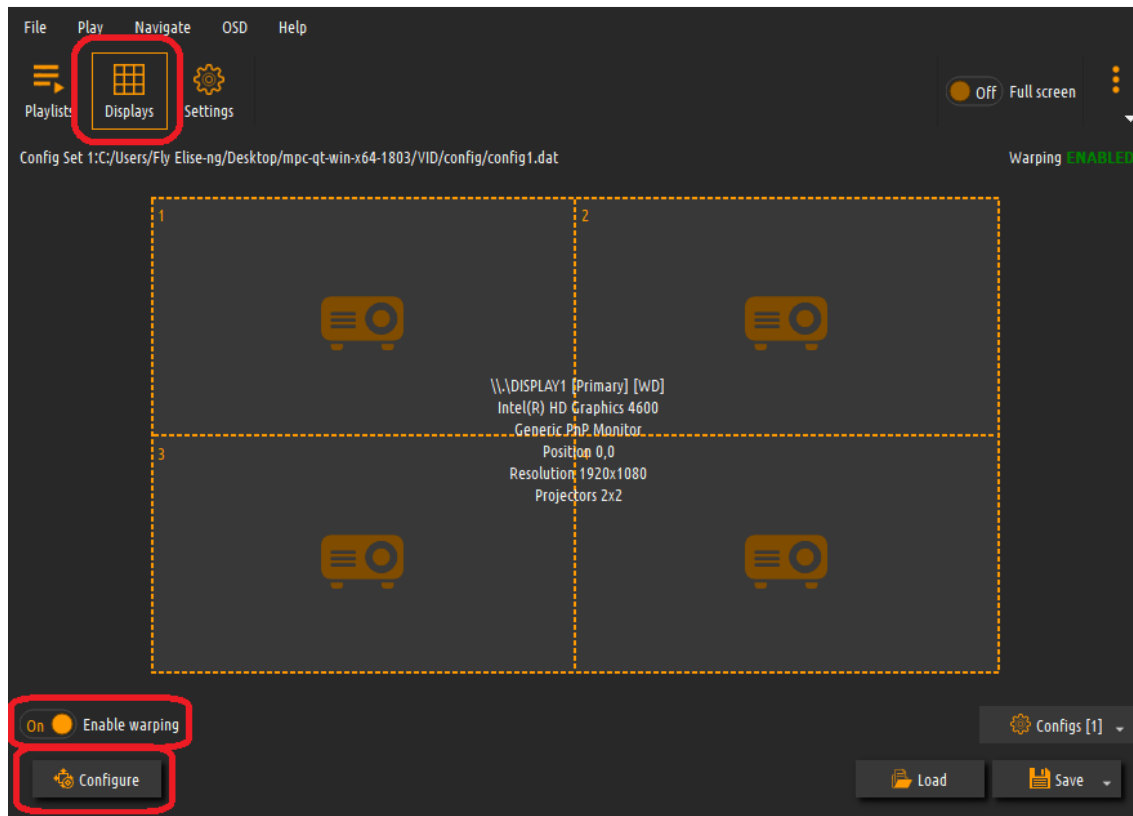 File Play Navigate OSD Help
Playlists Displays Settings
Off Full screen
Config Set 1:C:/Users/Fly Elise-ng/Desktop/mpc-qt-win-x64-1803/VID/config/config1.dat
Warping ENABLED
1
2
\\.\DISPLAY1 [Primary] [WD]
Intel(R) HD Graphics 4600
Generic PnP Monitor
3
Position 0,0
Resolution 1920x1080
Projectors 2x2
On Enable warping
Configs [1]
Configure
Load
Save